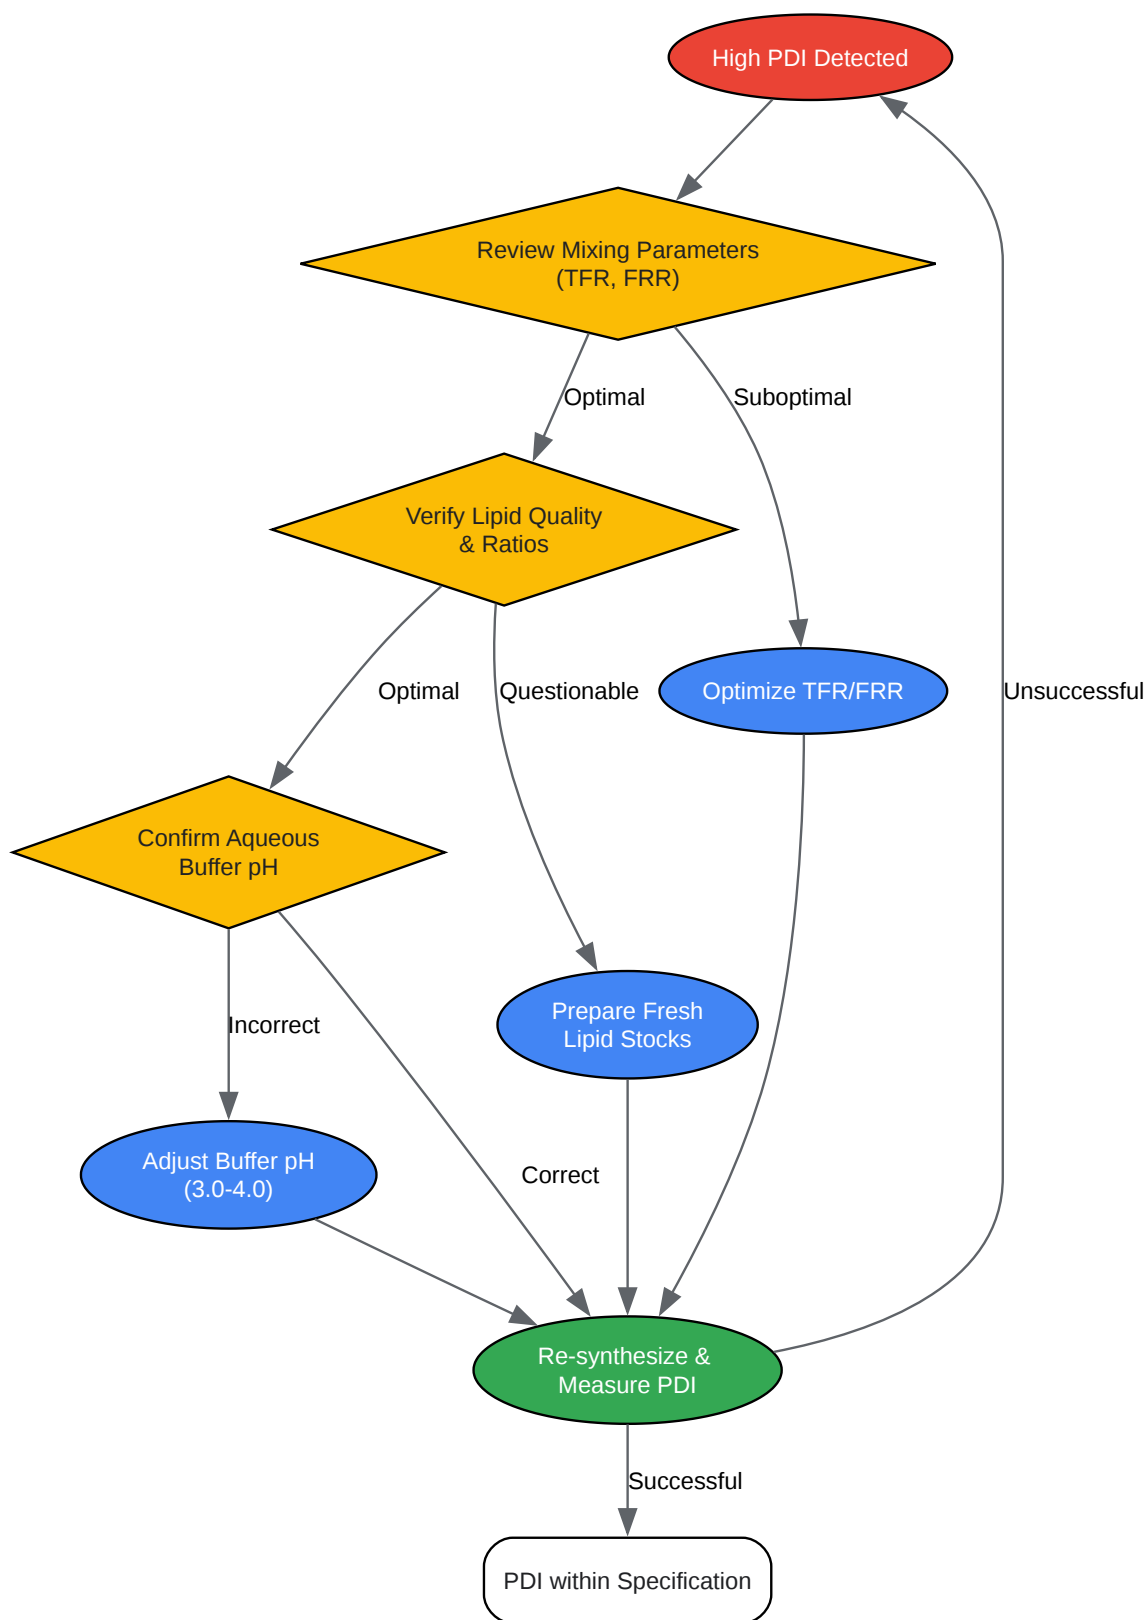 High PDI Detected
Review Mixing Parameters
(TFR, FRR)
Optimal
Suboptimal
Verify Lipid Quality
& Ratios
Optimal
Questionable
Optimize TFR/FRR
Unsuccessful
Confirm Aqueous
Buffer pH
Incorrect
Prepare Fresh
Lipid Stocks
Adjust Buffer pH
(3.0-4.0)
Correct
Re-synthesize &
Measure PDI
Successful
PDI within Specification